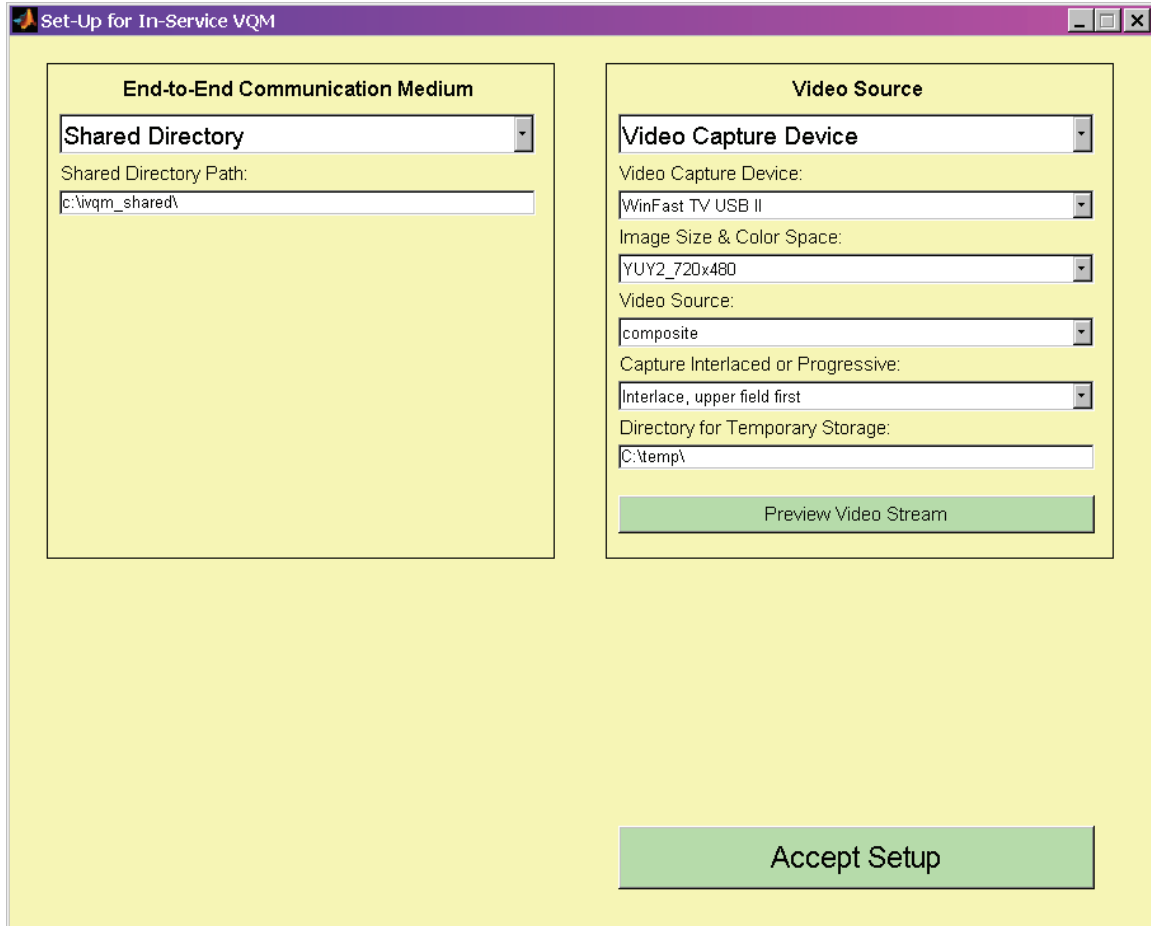 Set-Up for In-Service VQM
End-to-End Communication Medium
Shared Directory
Shared Directory Path:
c:\ivqm_shared\
Video Source
Video Capture Device
Video Capture Device:
WinFast TV USB II
Image Size & Color Space:
YUY2_720x480
Video Source:
composite
Capture Interlaced or Progressive:
Interlace, upper field first
Directory for Temporary Storage:
C:\temp\
Preview Video Stream
Accept Setup